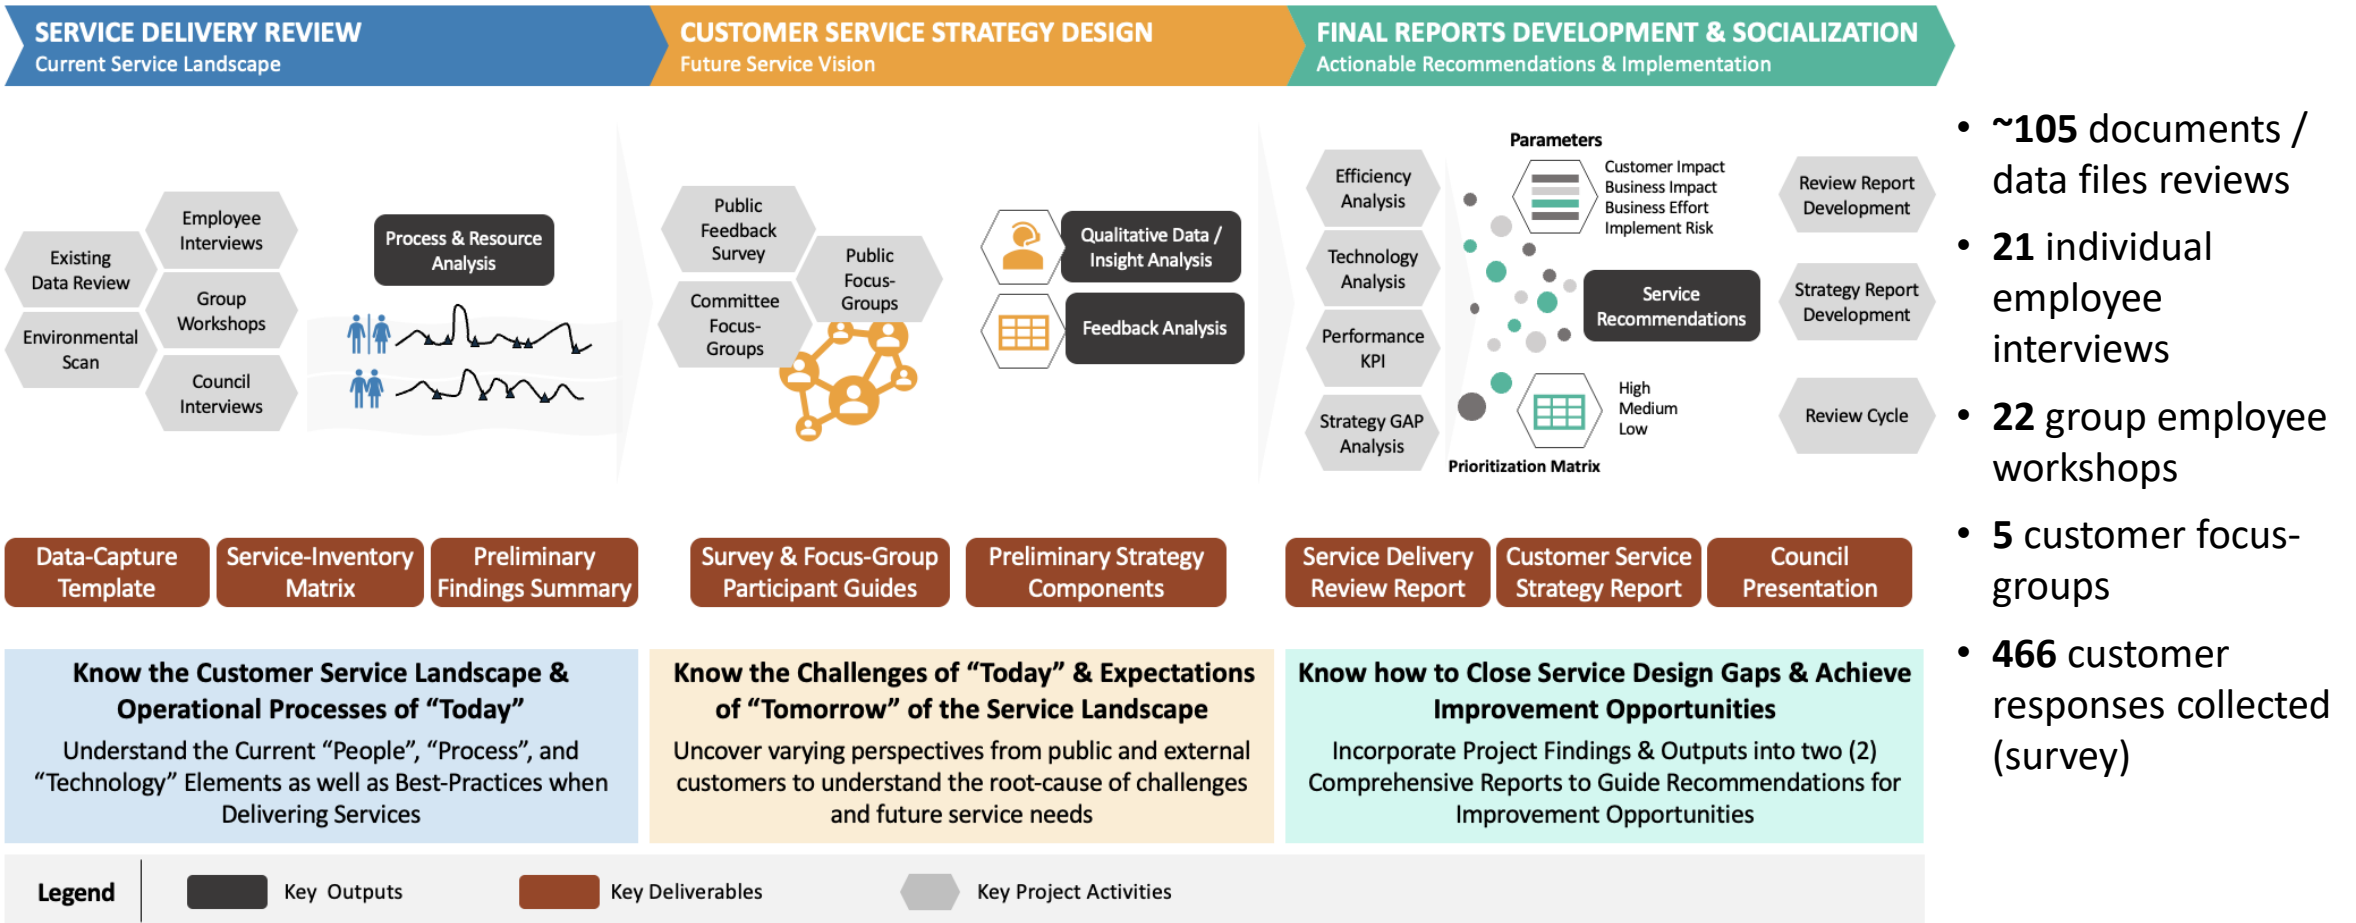 SERVICE DELIVERY REVIEW
Current Service Landscape
CUSTOMER SERVICE STRATEGY DESIGN
Future Service Vision
FINAL REPORTS DEVELOPMENT & SOCIALIZATION
Actionable Recommendations & Implementation
Existing
Data Review
Environmental
Scan
Employee
Interviews
Group
Workshops
Council
Interviews
Process & Resource
Analysis
Public
Feedback
Survey
Committee
Focus-
Groups
Public
Focus-
Groups
Qualitative Data /
Insight Analysis
Feedback Analysis
Efficiency
Analysis
Technology
Analysis
Performance
KPI
Strategy GAP
Analysis
Parameters
Customer Impact
Business Impact
Business Effort
Implement Risk
Service
Recommendations
High
Medium
Low
Prioritization Matrix
Review Report
Development
Strategy Report
Development
Review Cycle
Data-Capture
Template
Service-Inventory
Matrix
Preliminary
Findings Summary
Survey & Focus-Group
Participant Guides
Preliminary Strategy
Components
Service Delivery
Review Report
Customer Service
Strategy Report
Council
Presentation
Know the Customer Service Landscape &
Operational Processes of “Today”
Understand the Current “People”, “Process”, and
“Technology” Elements as well as Best-Practices when
Delivering Services
Know the Challenges of “Today” & Expectations
of “Tomorrow” of the Service Landscape
Uncover varying perspectives from public and external
customers to understand the root-cause of challenges
and future service needs
Know how to Close Service Design Gaps & Achieve
Improvement Opportunities
Incorporate Project Findings & Outputs into two (2)
Comprehensive Reports to Guide Recommendations for
Improvement Opportunities
Legend
Key Outputs
Key Deliverables
Key Project Activities
• ~105 documents /
data files reviews
• 21 individual
employee
interviews
• 22 group employee
workshops
• 5 customer focus-
groups
• 466 customer
responses collected
(survey)